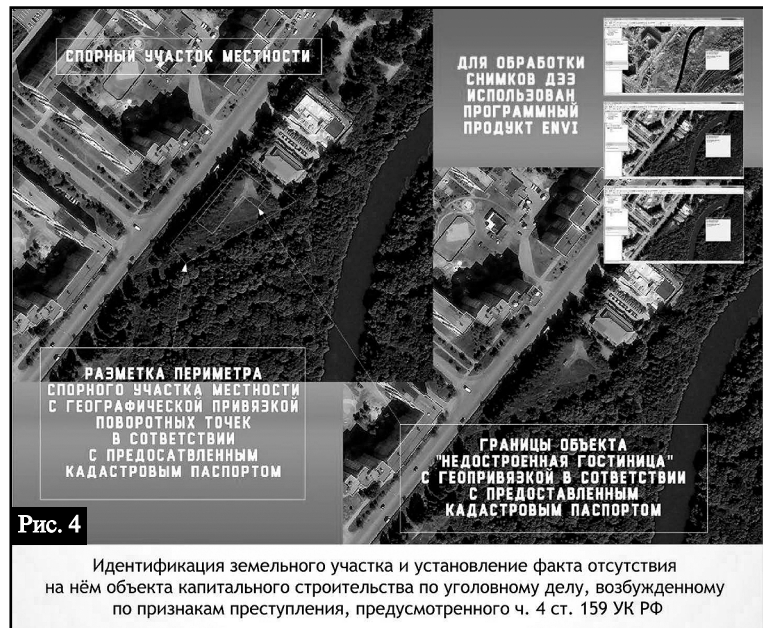 СПОРНЫЙ УЧАСТОК МЕСТНОСТИ
ДЛЯ ОБРАБОТКИ
СНИМКОВ ДЗЗ
ИСПОЛЬЗОВАН
ПРОГРАММНЫЙ
ПРОДУКТ ENVI
РАЗМЕТКА ПЕРИМЕТРА
СПОРНОГО УЧАСТКА МЕСТНОСТИ
С ГЕОГРАФИЧЕСКОЙ ПРИВЯЗКОЙ
ПОВОРОТНЫХ ТОЧЕК
В СОТВЕТСТВИИ
С ПРЕДОСАТВЛЕННЫМ
КАДАСТРОВЫМ ПАСПОРТОМ
ГРАНИЦЫ ОБЪЕКТА
"НЕДОСТРОЕННАЯ ГОСТИНИЦА"
С ГЕОПРИВЯЗКОЙ В СОТВЕТСТВИИ
С ПРЕДОСТАВЛЕННЫМ
КАДАСТРОВЫМ ПАСПОРТОМ
Рис. 4
Идентификация земельного участка и установление факта отсутствия
на нём объекта капитального строительства по уголовному делу, возбужденному
по признакам преступления, предусмотренного ч. 4 ст. 159 УК РФ